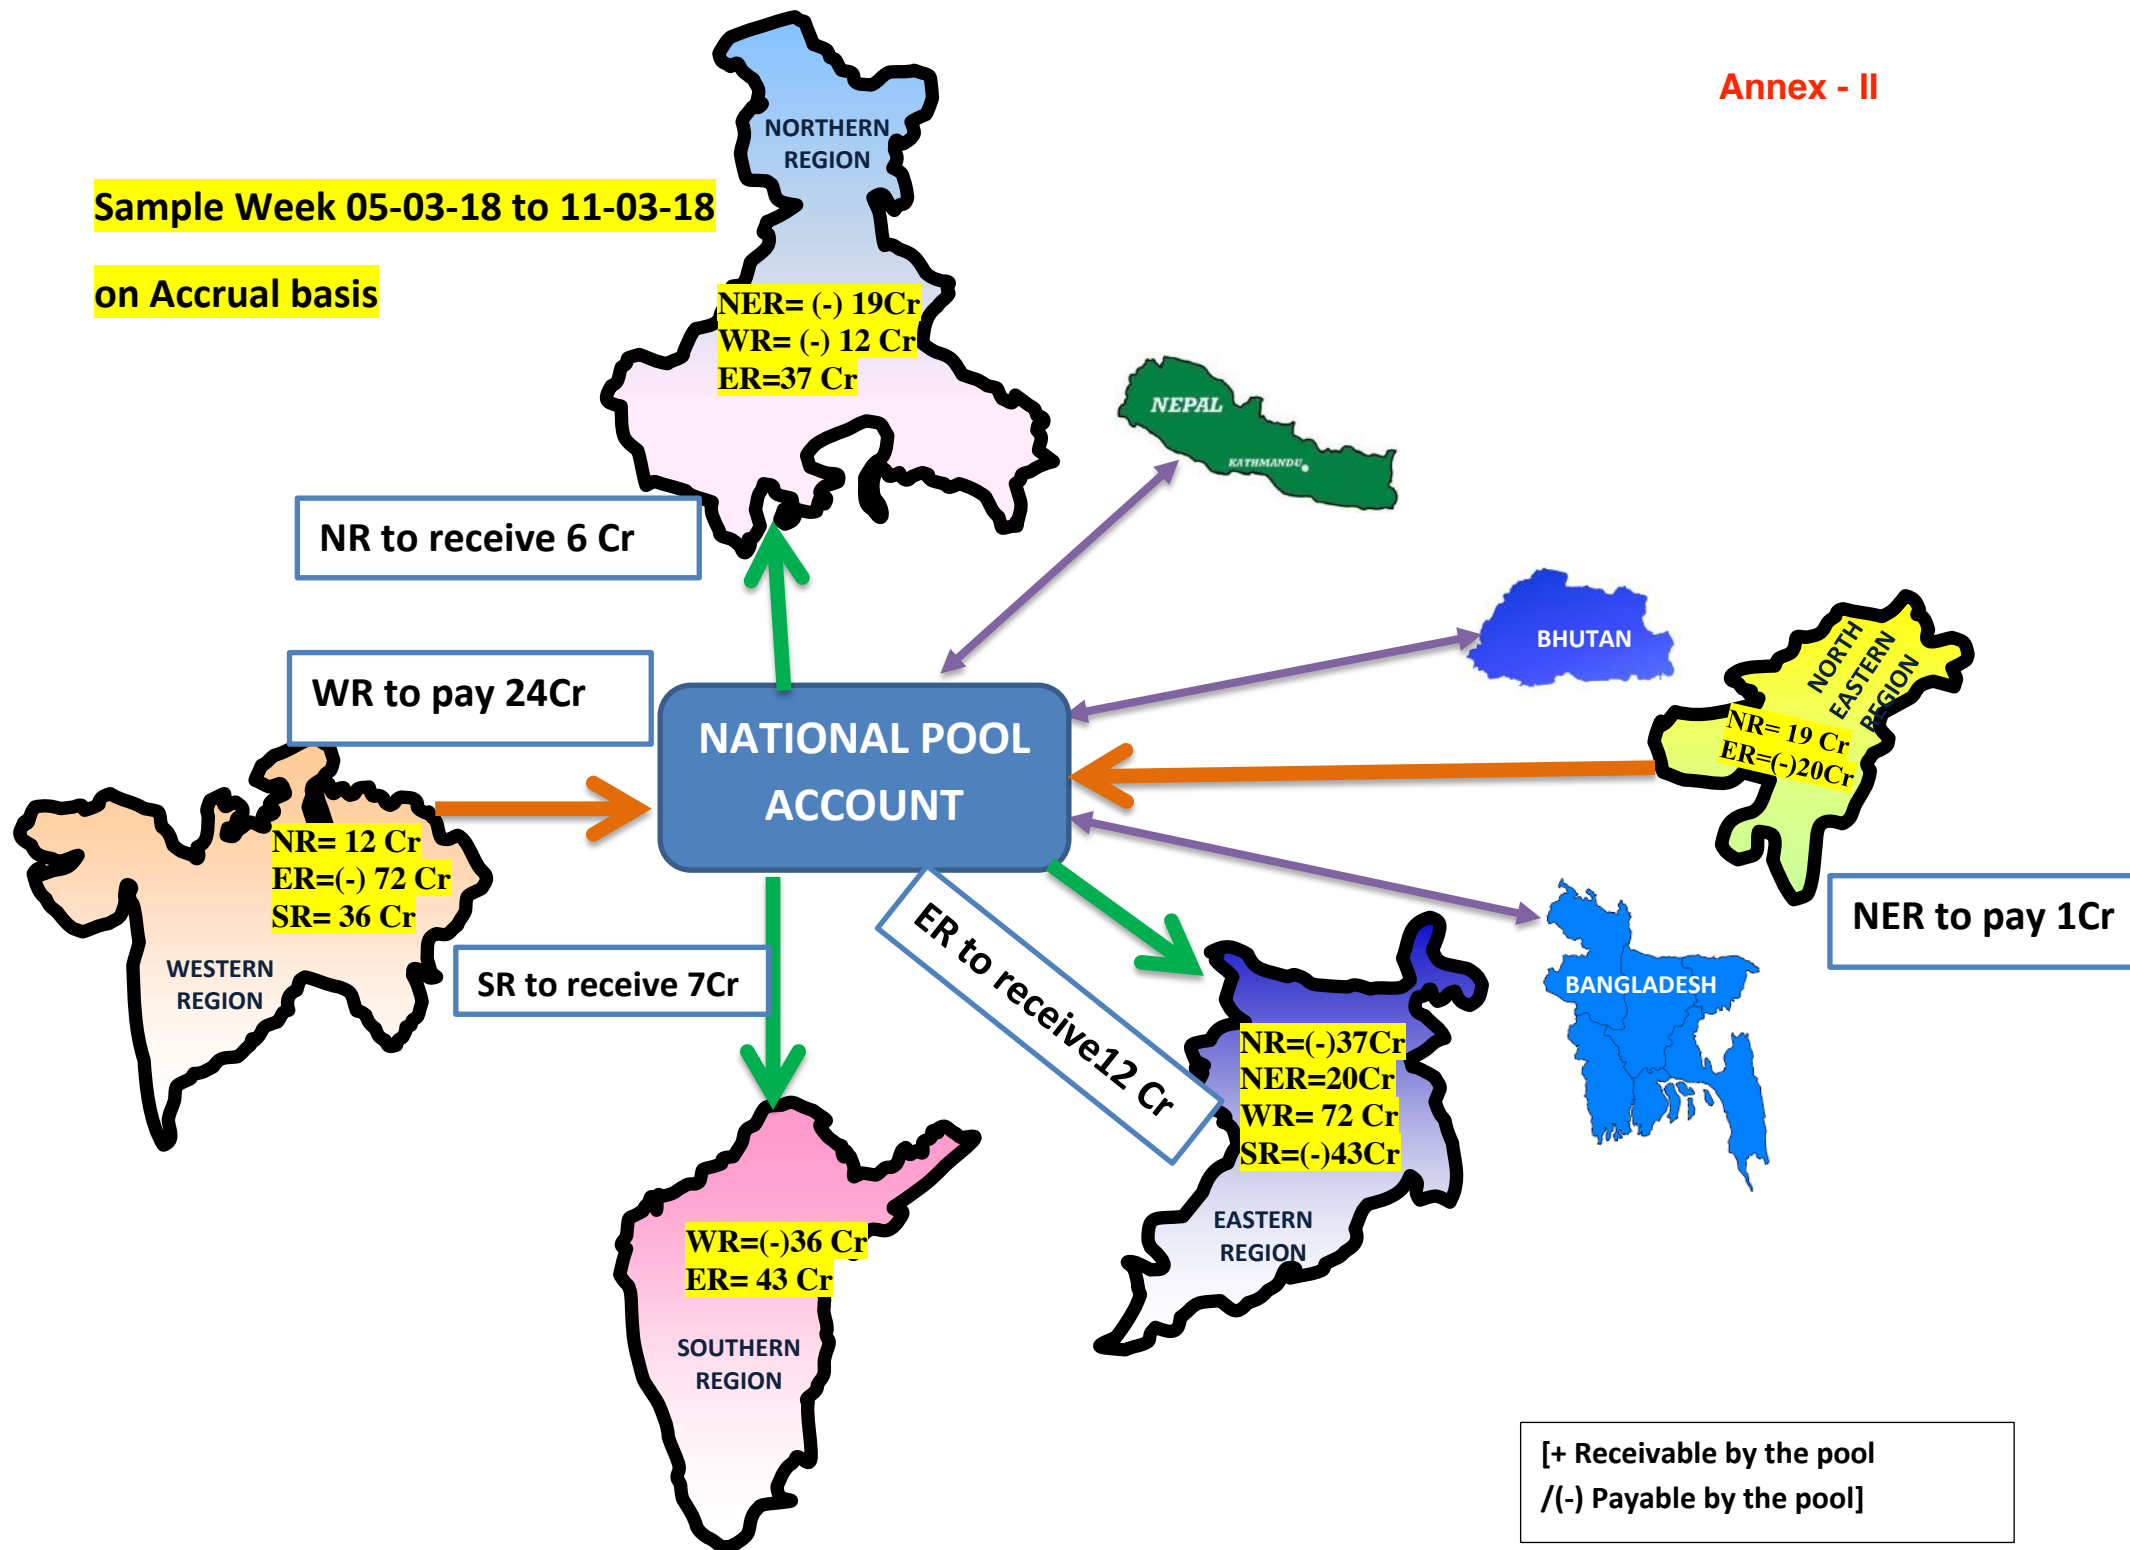 Annex - II
Sample Week 05-03-18 to 11-03-18
on Accrual basis
NORTHERN
REGION
NER= (-) 19Cr
WR= (-) 12 Cr
ER=37 Cr
NEPAL
KATHMANDU
NR to receive 6 Cr
BHUTAN
NORTH
EASTERN
REGION
NR= 19 Cr
ER=(-)20Cr
WR to pay 24Cr
NATIONAL POOL
ACCOUNT
NR= 12 Cr
ER=(-) 72 Cr
SR= 36 Cr
WESTERN
REGION
NER to pay 1Cr
SR to receive 7Cr
ER to receive12 Cr
BANGLADESH
NR=(-)37Cr
NER=20Cr
WR= 72 Cr
SR=(-)43Cr
EASTERN
REGION
WR=(-)36 Cr
ER= 43 Cr
SOUTHERN
REGION
[+ Receivable by the pool
/(-) Payable by the pool]